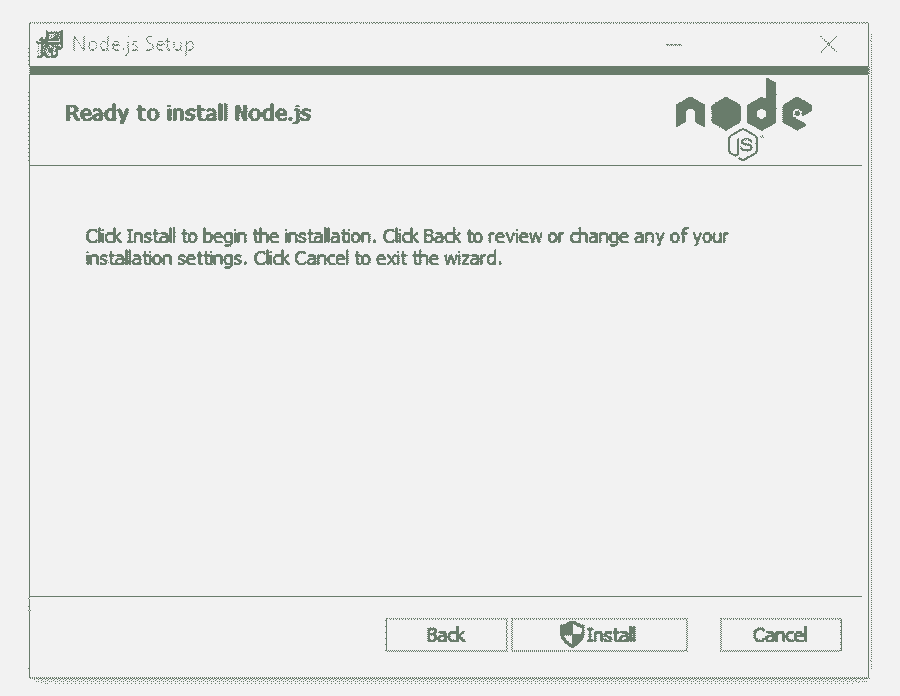 Node.js Setup
Ready to install Node.js
node
JS
Click Install to begin the installation. Click Back to review or change any of your
installation settings. Click Cancel to exit the wizard.
Back
Install
Cancel